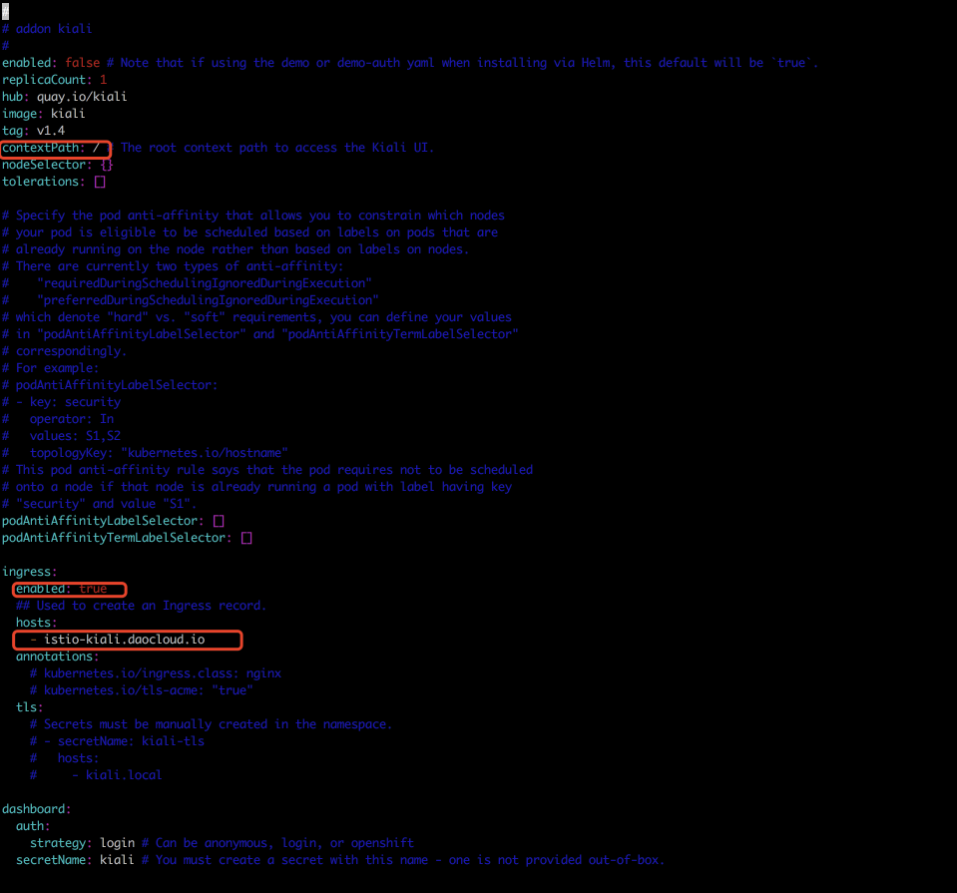 #
# addon kiali
#
enabled: false # Note that if using the demo or demo-auth yaml when installing via Helm, this default will be `true`.
replicaCount: 1
hub: quay.io/kiali
image: kiali
tag: v1.4
contextPath: / # The root context path to access the Kiali UI.
nodeSelector: {}
tolerations: []
# Specify the pod anti-affinity that allows you to constrain which nodes
# your pod is eligible to be scheduled based on labels on pods that are
# already running on the node rather than based on labels on nodes.
# There are currently two types of anti-affinity:
#    "requiredDuringSchedulingIgnoredDuringExecution"
#    "preferredDuringSchedulingIgnoredDuringExecution"
# which denote "hard" vs. "soft" requirements, you can define your values
# in "podAntiAffinityLabelSelector" and "podAntiAffinityTermLabelSelector"
# correspondingly.
# For example:
# podAntiAffinityLabelSelector:
# - key: security
#   operator: In
#   values: S1,S2
#   topologyKey: "kubernetes.io/hostname"
# This pod anti-affinity rule says that the pod requires not to be scheduled
# onto a node if that node is already running a pod with label having key
# "security" and value "S1".
podAntiAffinityLabelSelector: []
podAntiAffinityTermLabelSelector: []
ingress:
  enabled: true
  ## Used to create an Ingress record.
  hosts:
    - istio-kiali.daocloud.io
  annotations:
    # kubernetes.io/ingress.class: nginx
    # kubernetes.io/tls-acme: "true"
  tls:
    # Secrets must be manually created in the namespace.
    # - secretName: kiali-tls
    #   hosts:
    #     - kiali.local
dashboard:
  auth:
    strategy: login # Can be anonymous, login, or openshift
  secretName: kiali # You must create a secret with this name - one is not provided out-of-box.